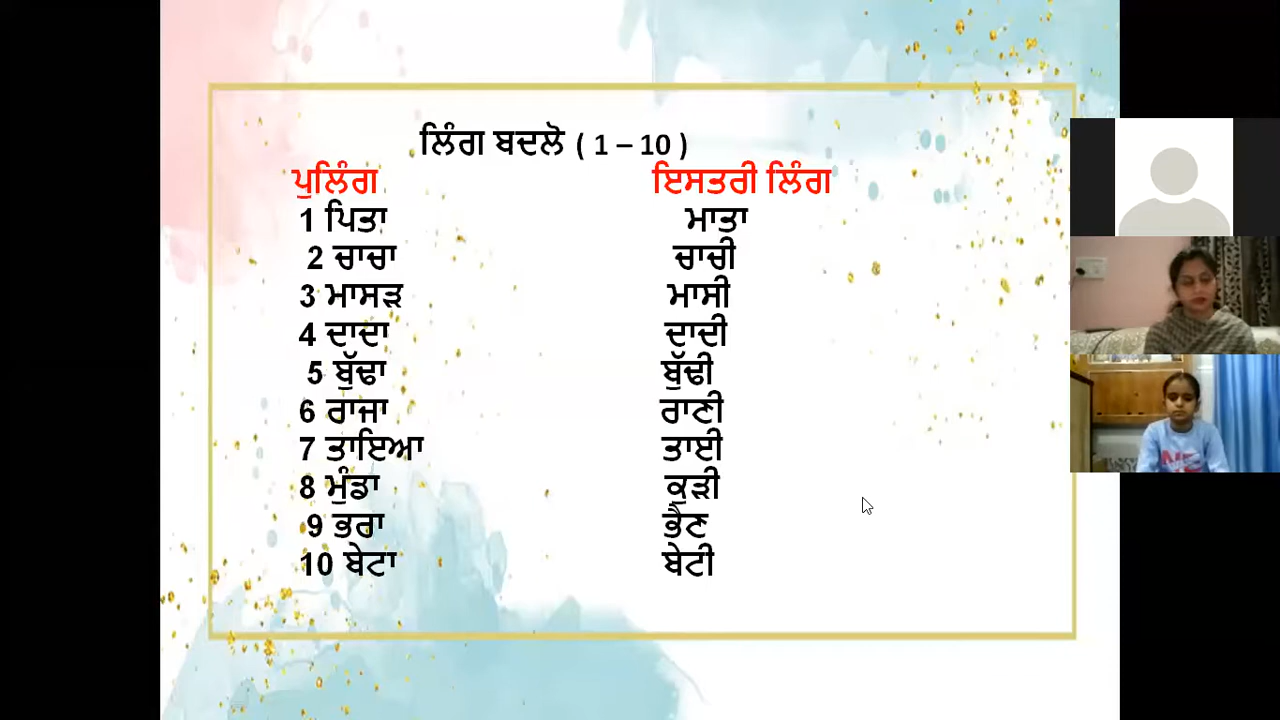 ਲਿੰਗ ਬਦਲੋ ( 1 – 10 )
ਪੁਲਿੰਗ ਇਸਤਰੀ ਲਿੰਗ
1 ਪਿਤਾ ਮਾਤਾ
2 ਚਾਚਾ ਚਾਚੀ
3 ਮਾਸੜ ਮਾਸੀ
4 ਦਾਦਾ ਦਾਦੀ
5 ਬੁੱਢਾ ਬੁੱਢੀ
6 ਰਾਜਾ ਰਾਣੀ
7 ਤਾਇਆ ਤਾਈ
8 ਮੁੰਡਾ ਕੁੜੀ
9 ਭਰਾ ਭੈਣ
10 ਬੇਟਾ ਬੇਟੀ